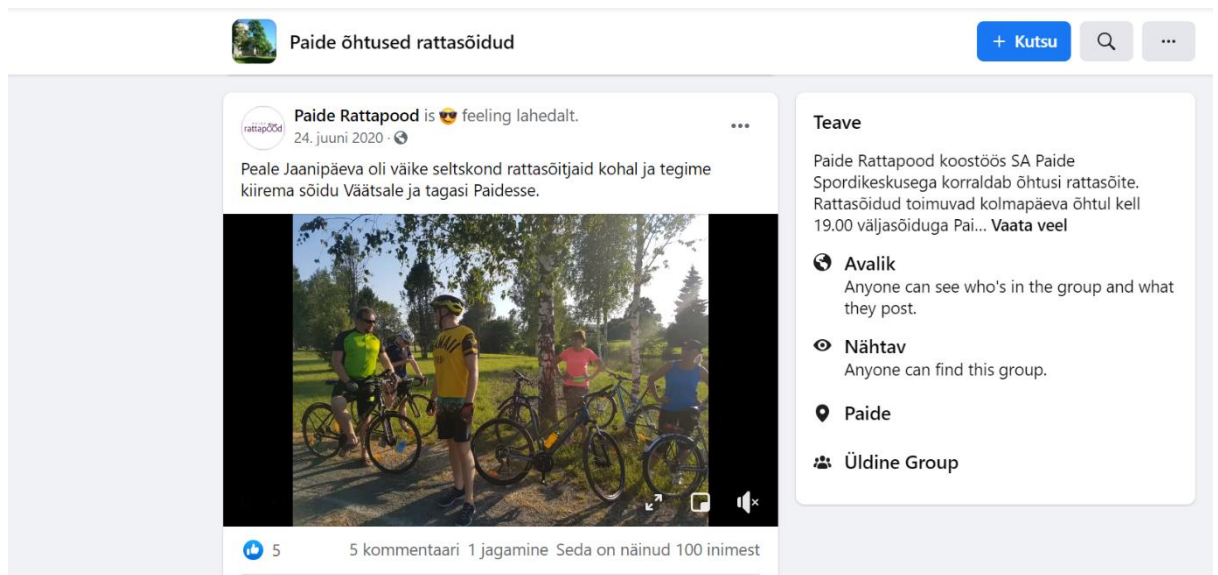 Paide õhtused rattasõidud
+ Kutsu
Paide Rattapood is 😎 feeling lahedalt.
rattapood
24. juuni 2020 ·
Peale Jaanipäeva oli väike seltskond rattasõitjaid kohal ja tegime
kiirema sõidu Väätsale ja tagasi Paidesse.
5
5 kommentaari 1 jagamine Seda on näinud 100 inimest
Teave
Paide Rattapood koostöös SA Paide
Spordikeskusega korraldab õhtusi rattasõite.
Rattasõidud toimuvad kolmapäeva õhtul kell
19.00 väljasõiduga Pai... Vaata veel
Avalik
Anyone can see who's in the group and what
they post.
Nähtav
Anyone can find this group.
Paide
Üldine Group